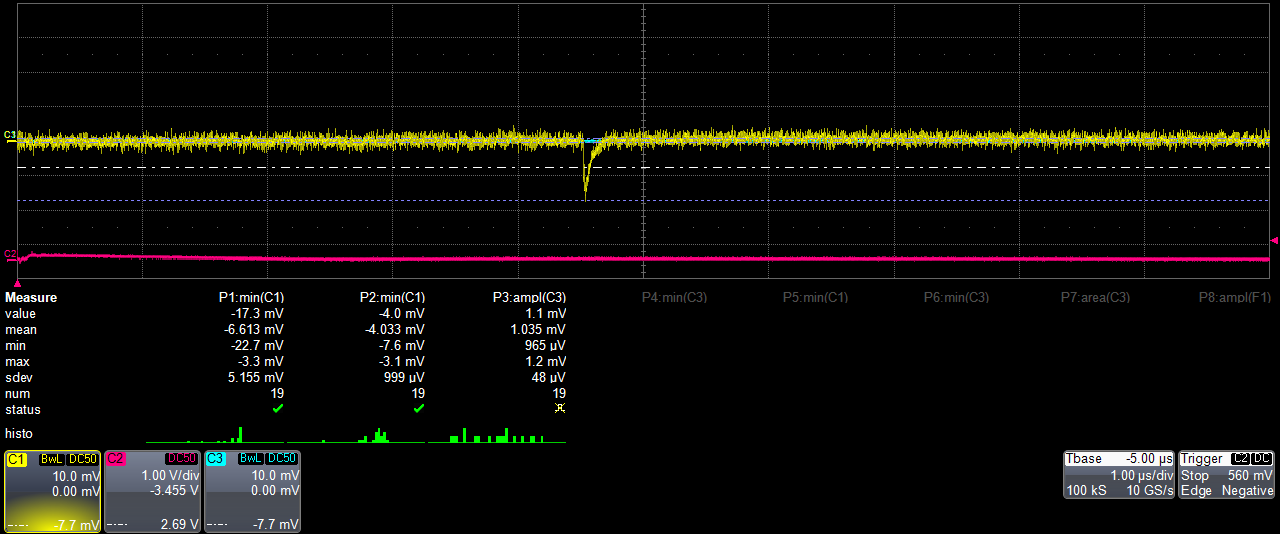 C1
C2
Measure P1:min(C1) P2:min(C1) P3:ampl(C3) P4:min(C3) P5:min(C1) P6:min(C3) P7:area(C3) P8:ampl(F1)
value -17.3 mV -4.0 mV 1.1 mV
mean -6.613 mV -4.033 mV 1.035 mV
min -22.7 mV -7.6 mV 965 µV
max -3.3 mV -3.1 mV 1.2 mV
sdev 5.155 mV 999 µV 48 µV
num 19 19 19
status
histo
C1 BwL DC50 C2 DC50 C3 BwL DC50 Tbase -5.00 µs Trigger C2 DC
10.0 mV 1.00 V/div 10.0 mV 1.00 µs/div Stop 560 mV
0.00 mV -3.455 V 0.00 mV 100 kS 10 GS/s Edge Negative
-7.7 mV 2.69 V -7.7 mV